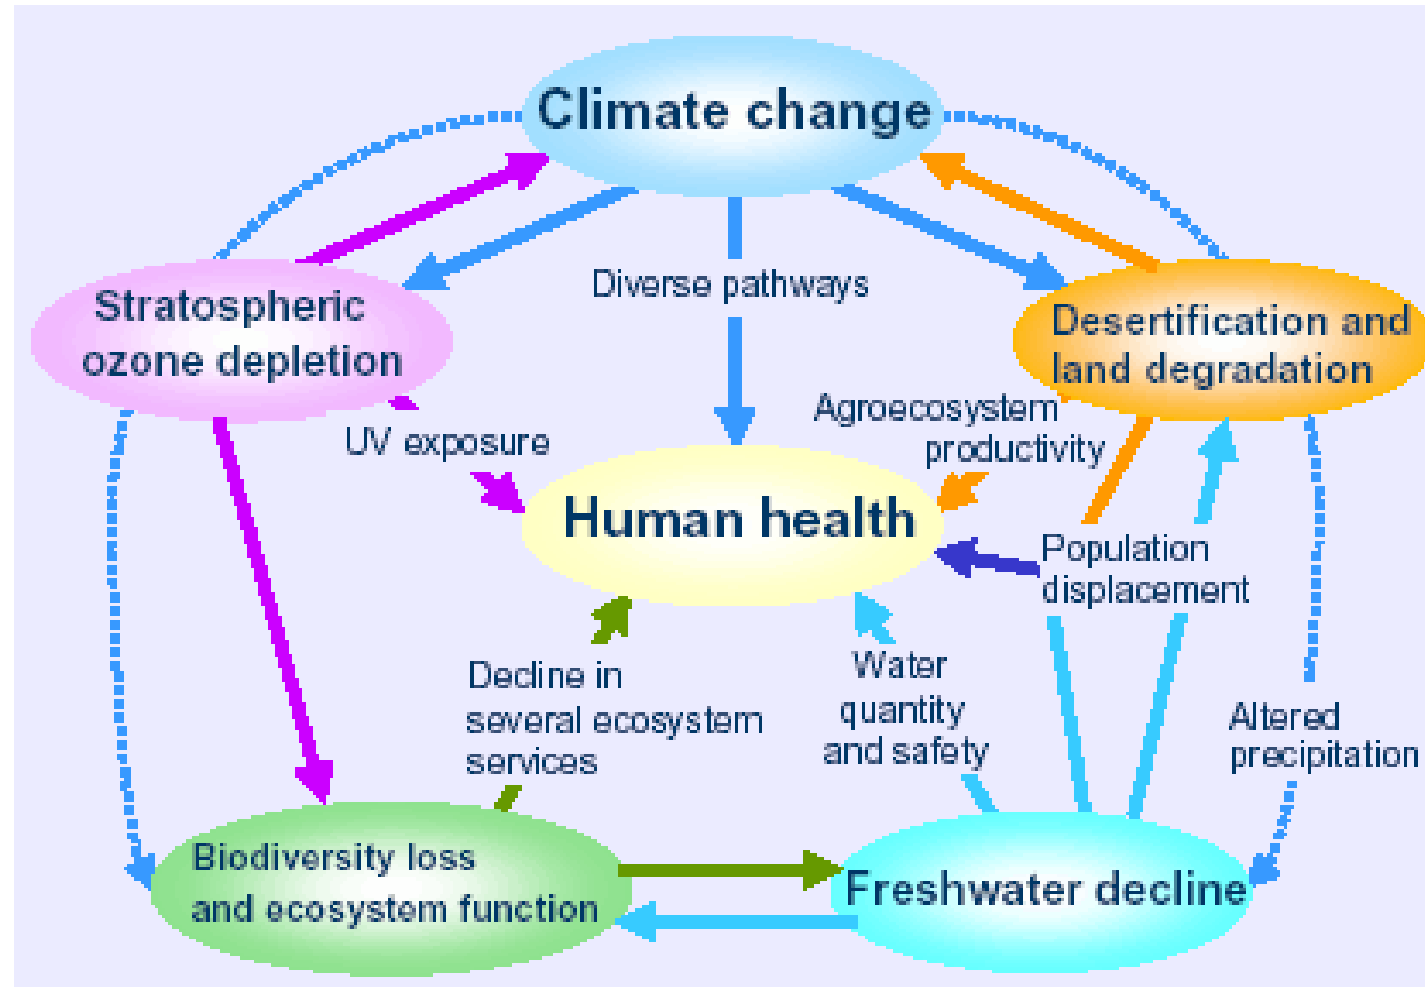 Climate change
Diverse pathways
Stratospheric
ozone depletion
Desertification and
land degradation
UV exposure
Agroecosystem
productivity
Human health
Population
displacement
Decline in
several ecosystem
services
Water
quantity
and safety
Altered
precipitation
Biodiversity loss
and ecosystem function
Freshwater decline